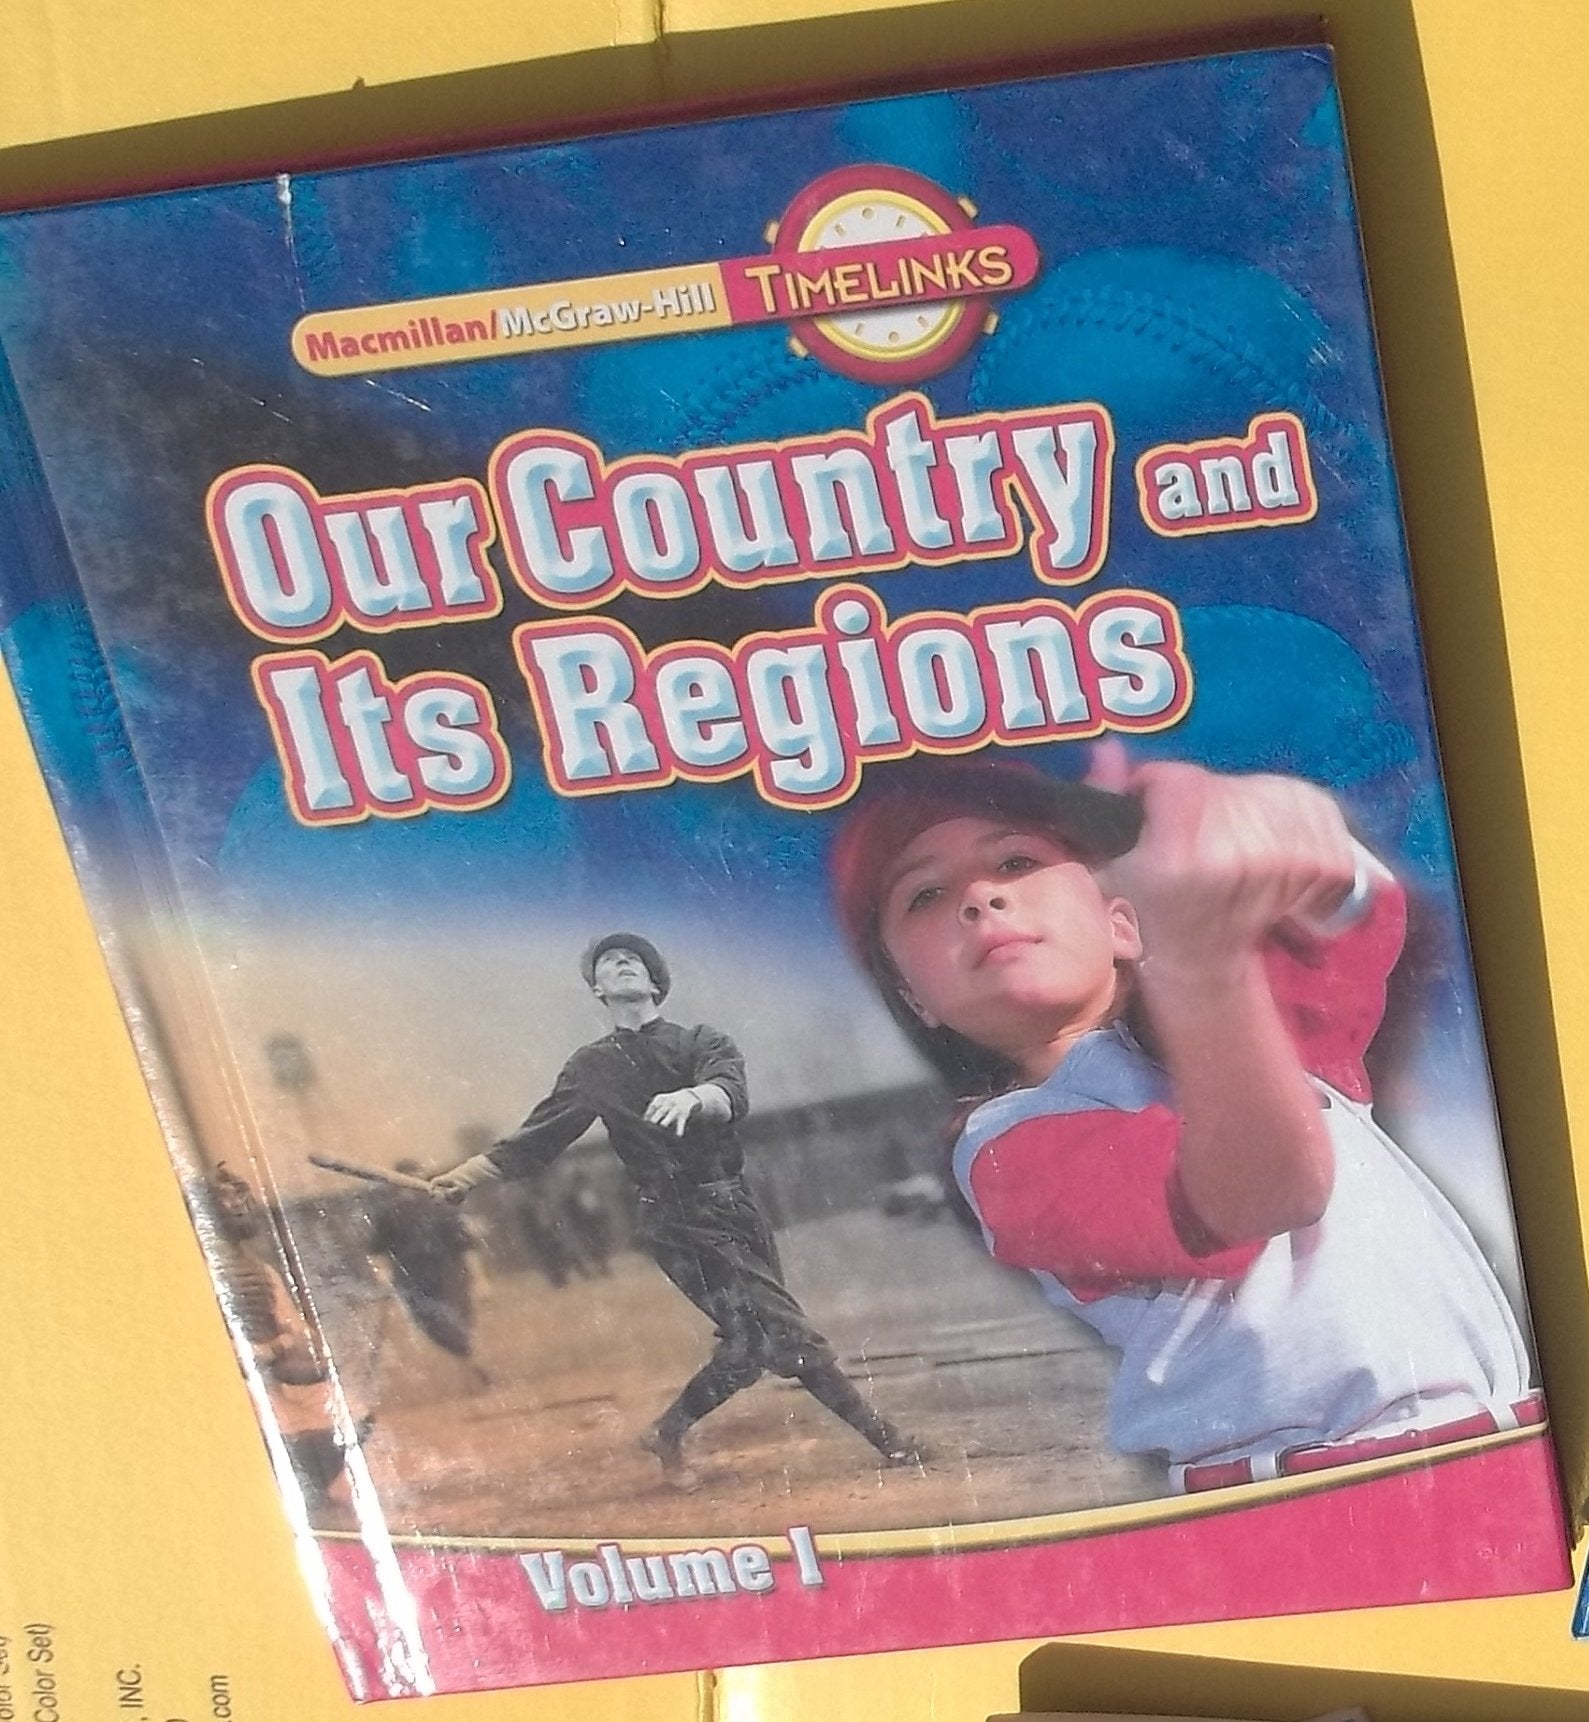 Macmillan/McGraw-Hill TIMELINKS
Our Country and
Its Regions
Volume 1
Color Set)
, INC.
.com